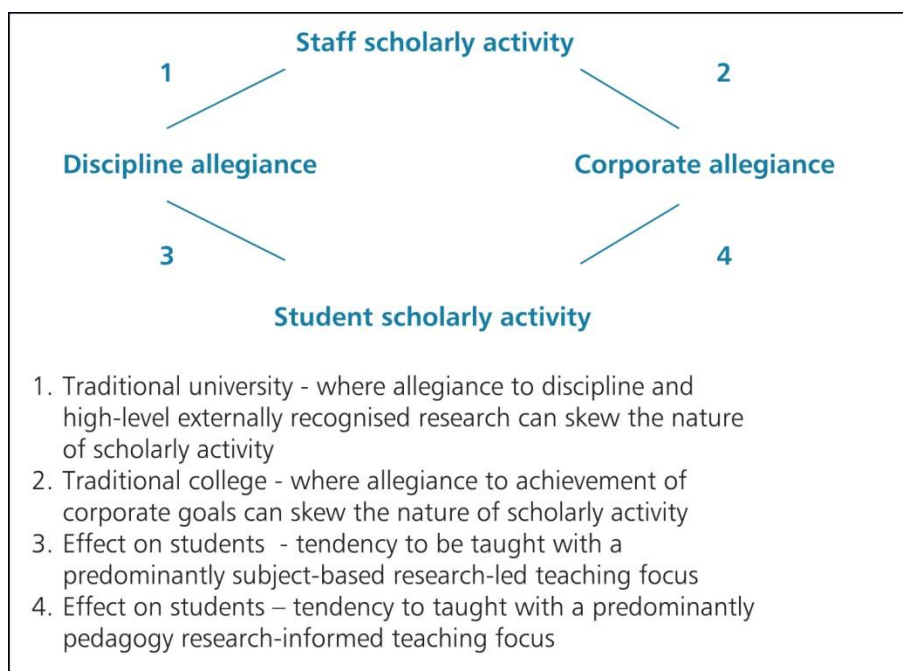 Staff scholarly activity
1 2
Discipline allegiance Corporate allegiance
3 4
Student scholarly activity
1. Traditional university - where allegiance to discipline and
high-level externally recognised research can skew the nature
of scholarly activity
2. Traditional college - where allegiance to achievement of
corporate goals can skew the nature of scholarly activity
3. Effect on students - tendency to be taught with a
predominantly subject-based research-led teaching focus
4. Effect on students – tendency to taught with a predominantly
pedagogy research-informed teaching focus